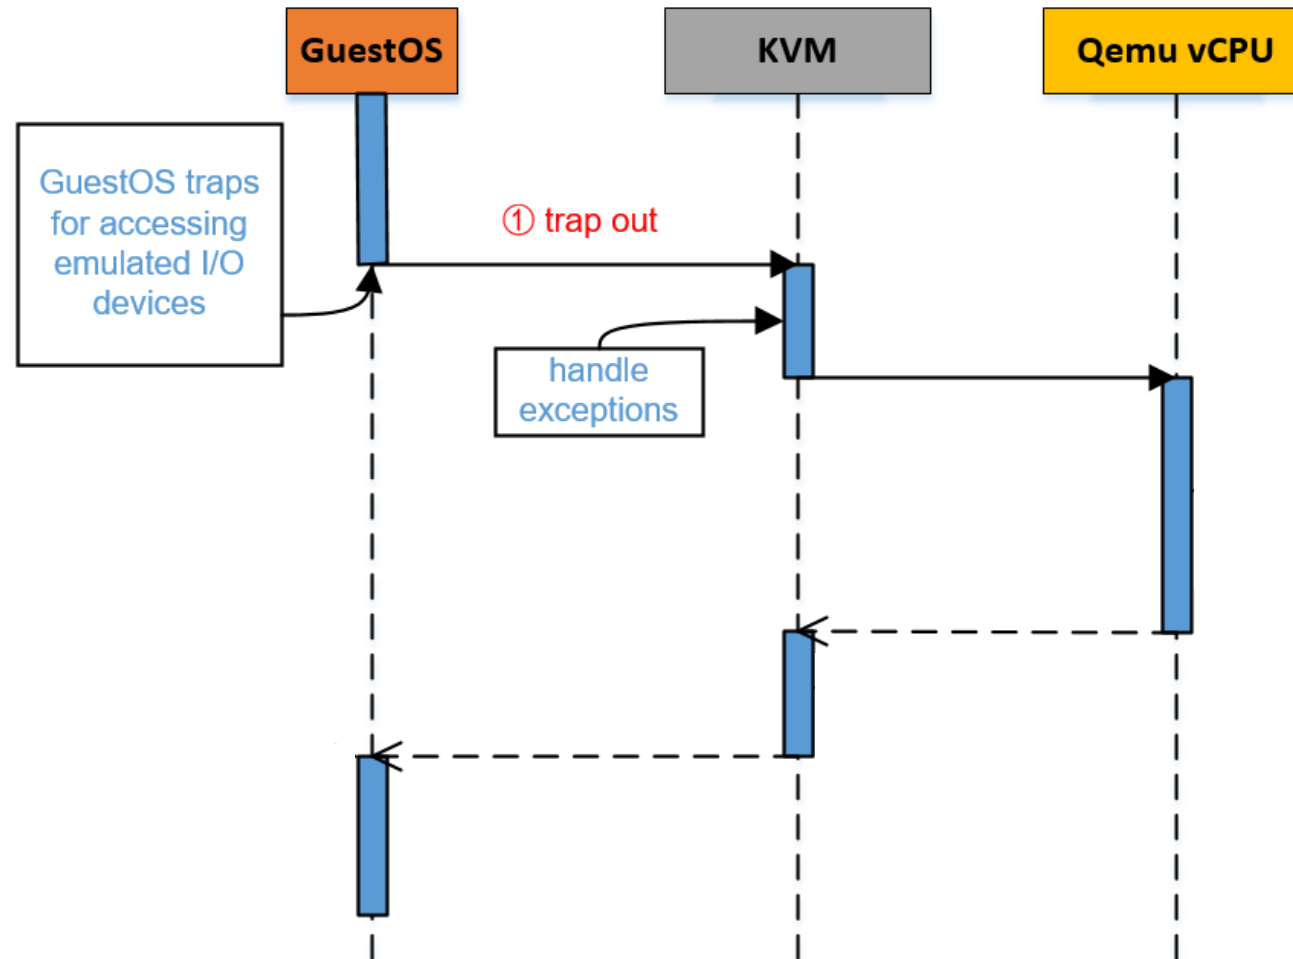 GuestOS
KVM
Qemu vCPU
GuestOS traps
for accessing
emulated I/O
devices
① trap out
handle
exceptions